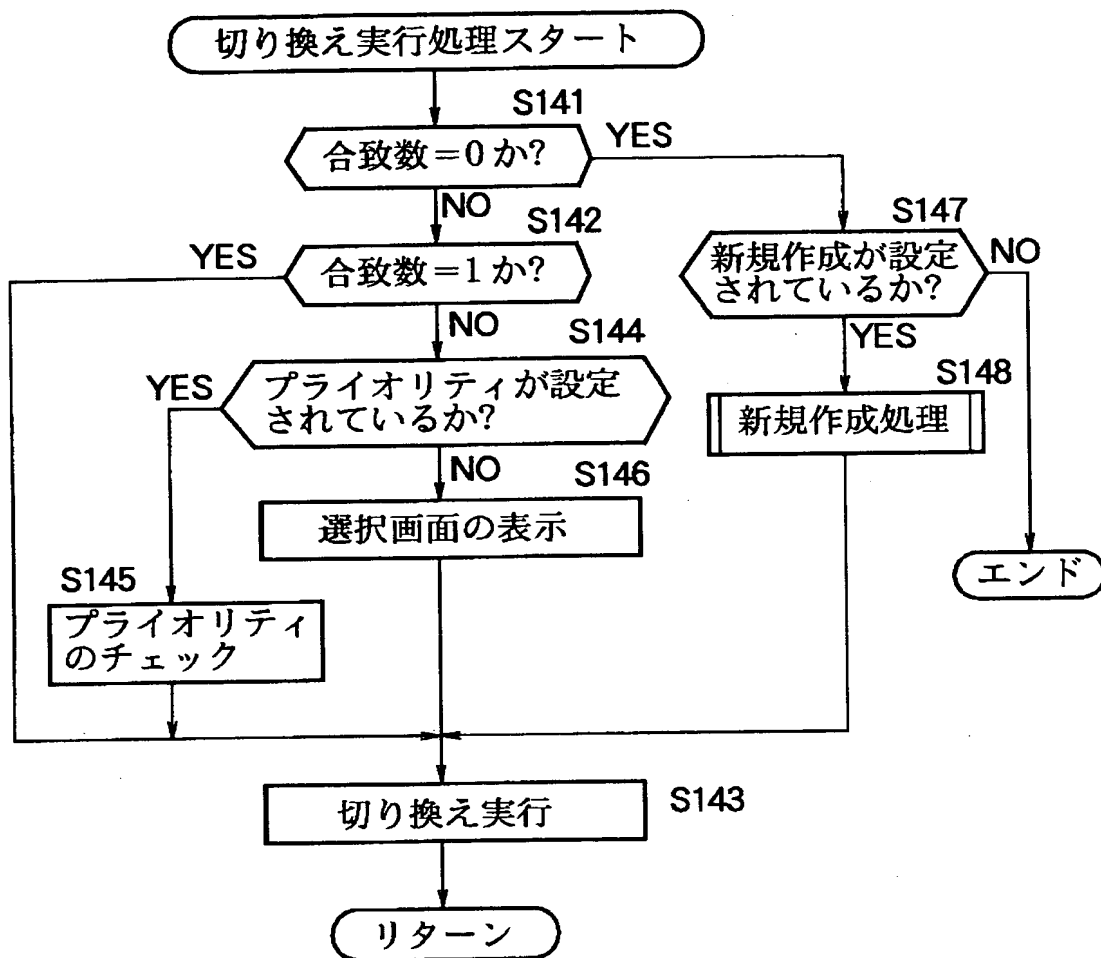 切り換え実行処理スタート
S141
合致数=0か?
YES
NO
S142
YES
合致数=1か?
NO
S147
新規作成が設定
されているか?
NO
YES
S144
YES
プライオリティが設定
されているか?
NO
S148
新規作成処理
S146
選択画面の表示
エンド
S145
プライオリティ
のチェック
切り換え実行
S143
リターン